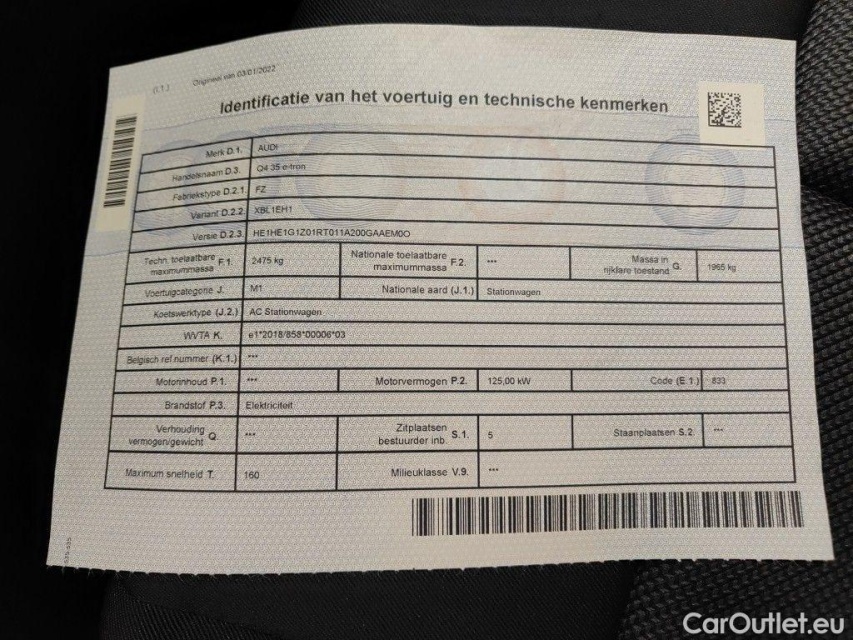 (I.1.) Origineel van 03/01/2022
Identificatie van het voertuig en technische kenmerken
Merk D.1. AUDI
Handelsnaam D.3. Q4 35 e-tron
Fabriekstype D.2.1. FZ
Variant D.2.2. XBL1EH1
Versie D.2.3. HE1HE1G1Z01RT011A200GAAEM0O
Techn. toelaatbare maximummassa F.1. 2475 kg Nationale toelaatbare maximummassa F.2. *** Massa in rijklare toestand G. 1965 kg
Voertuigcategorie J. M1 Nationale aard (J.1.) Stationwagen
Koetswerktype (J.2.) AC Stationwagen
WVTA K. e1*2018/858*00006*03
Belgisch ref.nummer (K.1.) ***
Motorinhoud P.1. *** Motorvermogen P.2. 125,00 kW Code (E.1.) 833
Brandstof P.3. Elektriciteit
Verhouding vermogen/gewicht Q. *** Zitplaatsen bestuurder inb. S.1. 5 Staanplaatsen S.2. ***
Maximum snelheid T. 160 Milieuklasse V.9. ***
CarOutlet.eu